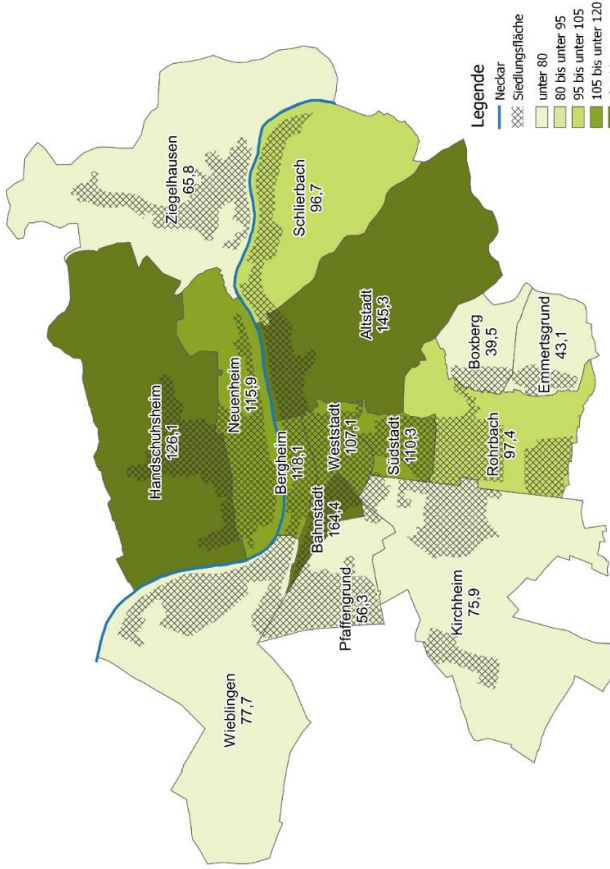 Ziegelhausen
65,8
Handschuhsheim
126,1
Neuenheim
115,9
Schlierbach
96,7
Wieblingen
77,7
Bergheim
118,1
Altstadt
145,3
Bahnstadt
164,4
Weststadt
107,1
Pfaffengrund
56,3
Südstadt
110,3
Boxberg
39,5
Emmertsgrund
43,1
Rohrbach
97,4
Kirchheim
75,9
Legende
Neckar
Siedlungsfläche
unter 80
80 bis unter 95
95 bis unter 105
105 bis unter 120